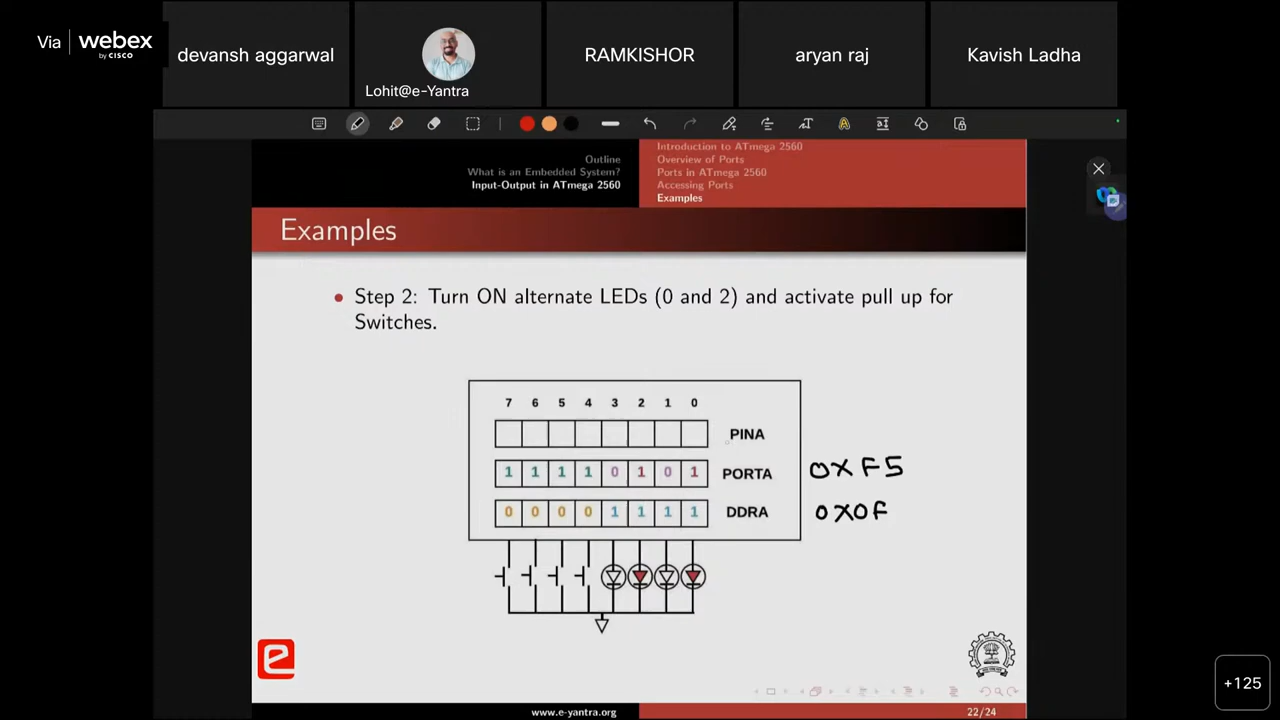 Via webex
by CISCO
devansh aggarwal
Lohit@e-Yantra
RAMKISHOR
aryan raj
Kavish Ladha
Outline
What is an Embedded System?
Input-Output in ATmega 2560
Introduction to ATmega 2560
Overview of Ports
Ports in ATmega 2560
Accessing Ports
Examples
Examples
Step 2: Turn ON alternate LEDs (0 and 2) and activate pull up for
Switches.
7 6 5 4 3 2 1 0
PINA
1 1 1 1 0 1 0 1 PORTA 0XF5
0 0 0 0 1 1 1 1 DDRA 0X0F
www.e-yantra.org
22/24
+125